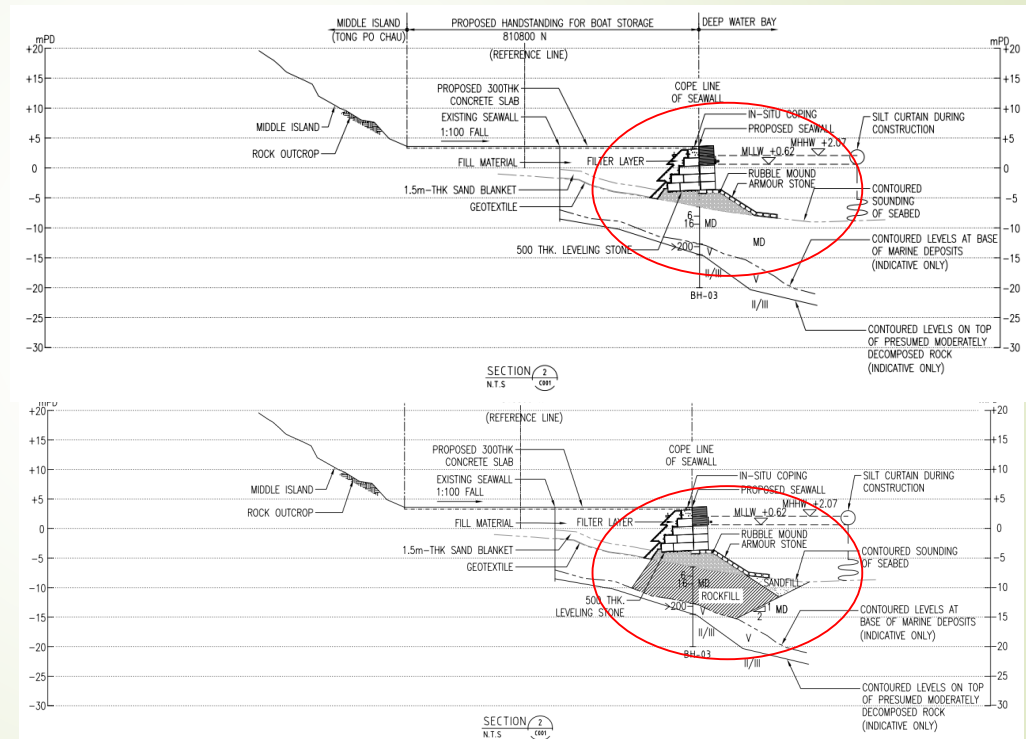 MIDDLE ISLAND
(TONG PO CHAU)
PROPOSED HANDSTANDING FOR BOAT STORAGE
DEEP WATER BAY
810800 N
(REFERENCE LINE)
mPD
mPD
+20
+15
+10
+5
0
-5
-10
-15
-20
-25
-30
+20
+15
+10
+5
0
-5
-10
-15
-20
-25
-30
PROPOSED 300THK
CONCRETE SLAB
EXISTING SEAWALL
1:100 FALL
MIDDLE ISLAND
ROCK OUTCROP
FILL MATERIAL
1.5m-THK SAND BLANKET
GEOTEXTILE
COPE LINE
OF SEAWALL
IN-SITU COPING
PROPOSED SEAWALL
MHHW +2.07
MLLW +0.62
FILTER LAYER
RUBBLE MOUND
ARMOUR STONE
SILT CURTAIN DURING
CONSTRUCTION
CONTOURED
SOUNDING
OF SEABED
6
16
MD
MD
>200
V
II/III
V
II/III
BH-03
500 THK. LEVELING STONE
CONTOURED LEVELS AT BASE
OF MARINE DEPOSITS
(INDICATIVE ONLY)
CONTOURED LEVELS ON TOP
OF PRESUMED MODERATELY
DECOMPOSED ROCK
(INDICATIVE ONLY)
SECTION 2
N.T.S C001
(REFERENCE LINE)
+20
+15
+10
+5
0
-5
-10
-15
-20
-25
-30
+20
+15
+10
+5
0
-5
-10
-15
-20
-25
-30
PROPOSED 300THK
CONCRETE SLAB
EXISTING SEAWALL
1:100 FALL
MIDDLE ISLAND
ROCK OUTCROP
FILL MATERIAL
1.5m-THK SAND BLANKET
GEOTEXTILE
COPE LINE
OF SEAWALL
IN-SITU COPING
PROPOSED SEAWALL
MHHW +2.07
MLLW +0.62
FILTER LAYER
RUBBLE MOUND
ARMOUR STONE
SILT CURTAIN DURING
CONSTRUCTION
CONTOURED SOUNDING
OF SEABED
SANDFILL
6
16
MD
ROCKFILL
1
2
MD
>200
V
II/III
V
II/III
BH-03
500 THK.
LEVELING STONE
CONTOURED LEVELS AT
BASE OF MARINE DEPOSITS
(INDICATIVE ONLY)
CONTOURED LEVELS ON TOP
OF PRESUMED MODERATELY
DECOMPOSED ROCK
(INDICATIVE ONLY)
SECTION 2
N.T.S C001